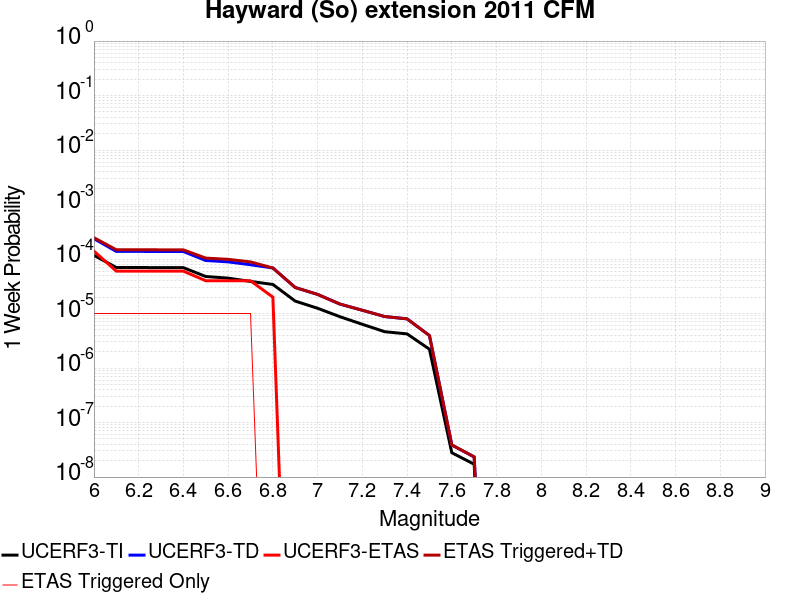 Hayward (So) extension 2011 CFM
10^0
10^-1
10^-2
10^-3
10^-4
10^-5
10^-6
10^-7
10^-8
1 Week Probability
6 6.2 6.4 6.6 6.8 7 7.2 7.4 7.6 7.8 8 8.2 8.4 8.6 8.8 9
Magnitude
UCERF3-TI UCERF3-TD UCERF3-ETAS ETAS Triggered+TD
ETAS Triggered Only